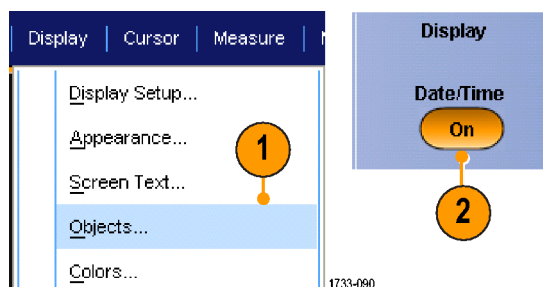 Display | Cursor | Measure |
Display Setup...
Appearance...
1
Screen Text...
Objects...
Colors...
Display
Date/Time
On
2
1733-090